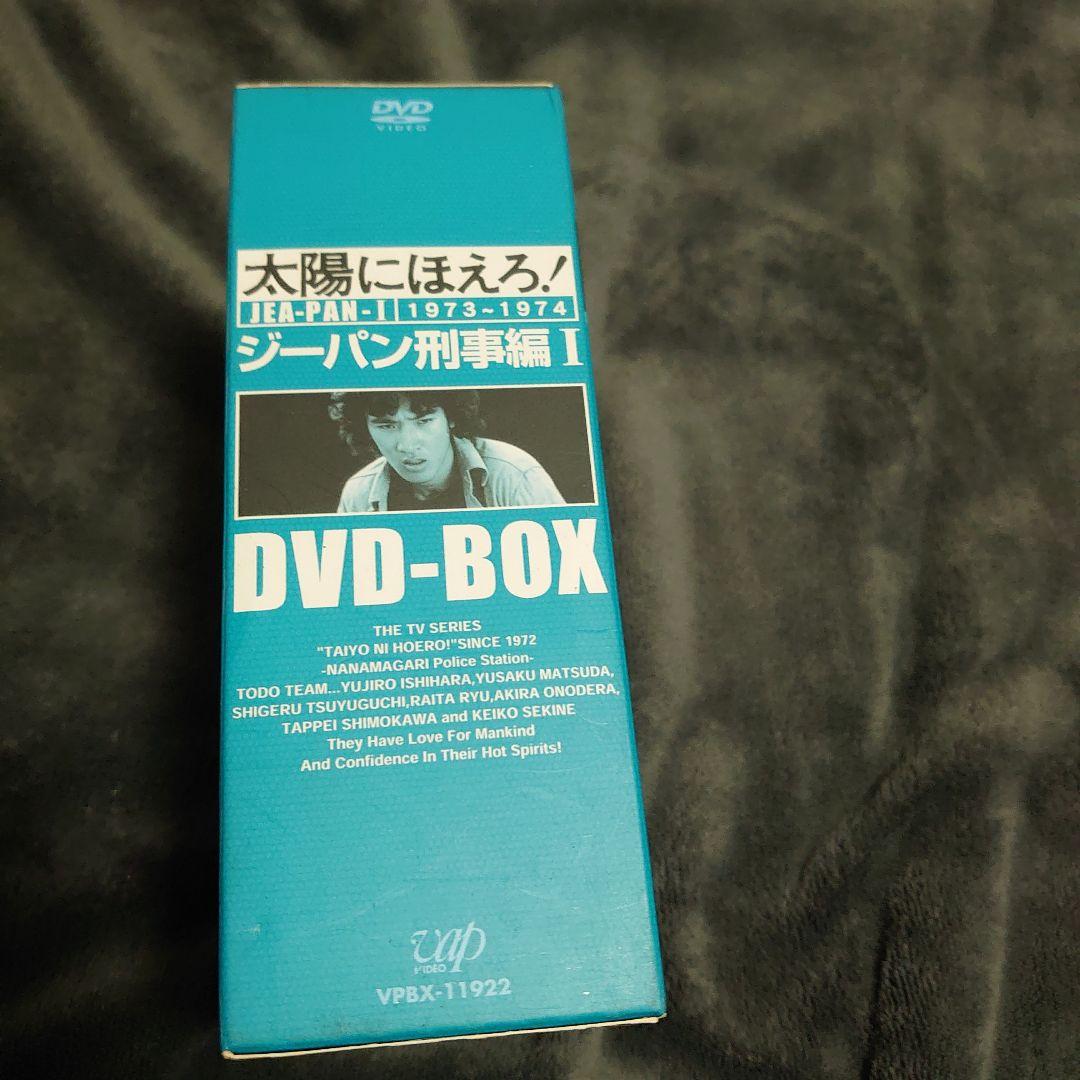 DVD
VIDEO
太陽にほえろ!
JEA-PAN-I 1973~1974
ジーパン刑事編 I
DVD-BOX
THE TV SERIES
"TAIYO NI HOERO!"SINCE 1972
-NANAMAGARI Police Station-
TODO TEAM...YUJIRO ISHIHARA,YUSAKU MATSUDA,
SHIGERU TSUYUGUCHI,RAITA RYU,AKIRA ONODERA,
TAPPEI SHIMOKAWA and KEIKO SEKINE
They Have Love For Mankind
And Confidence In Their Hot Spirits!
vap
VIDEO
VPBX-11922